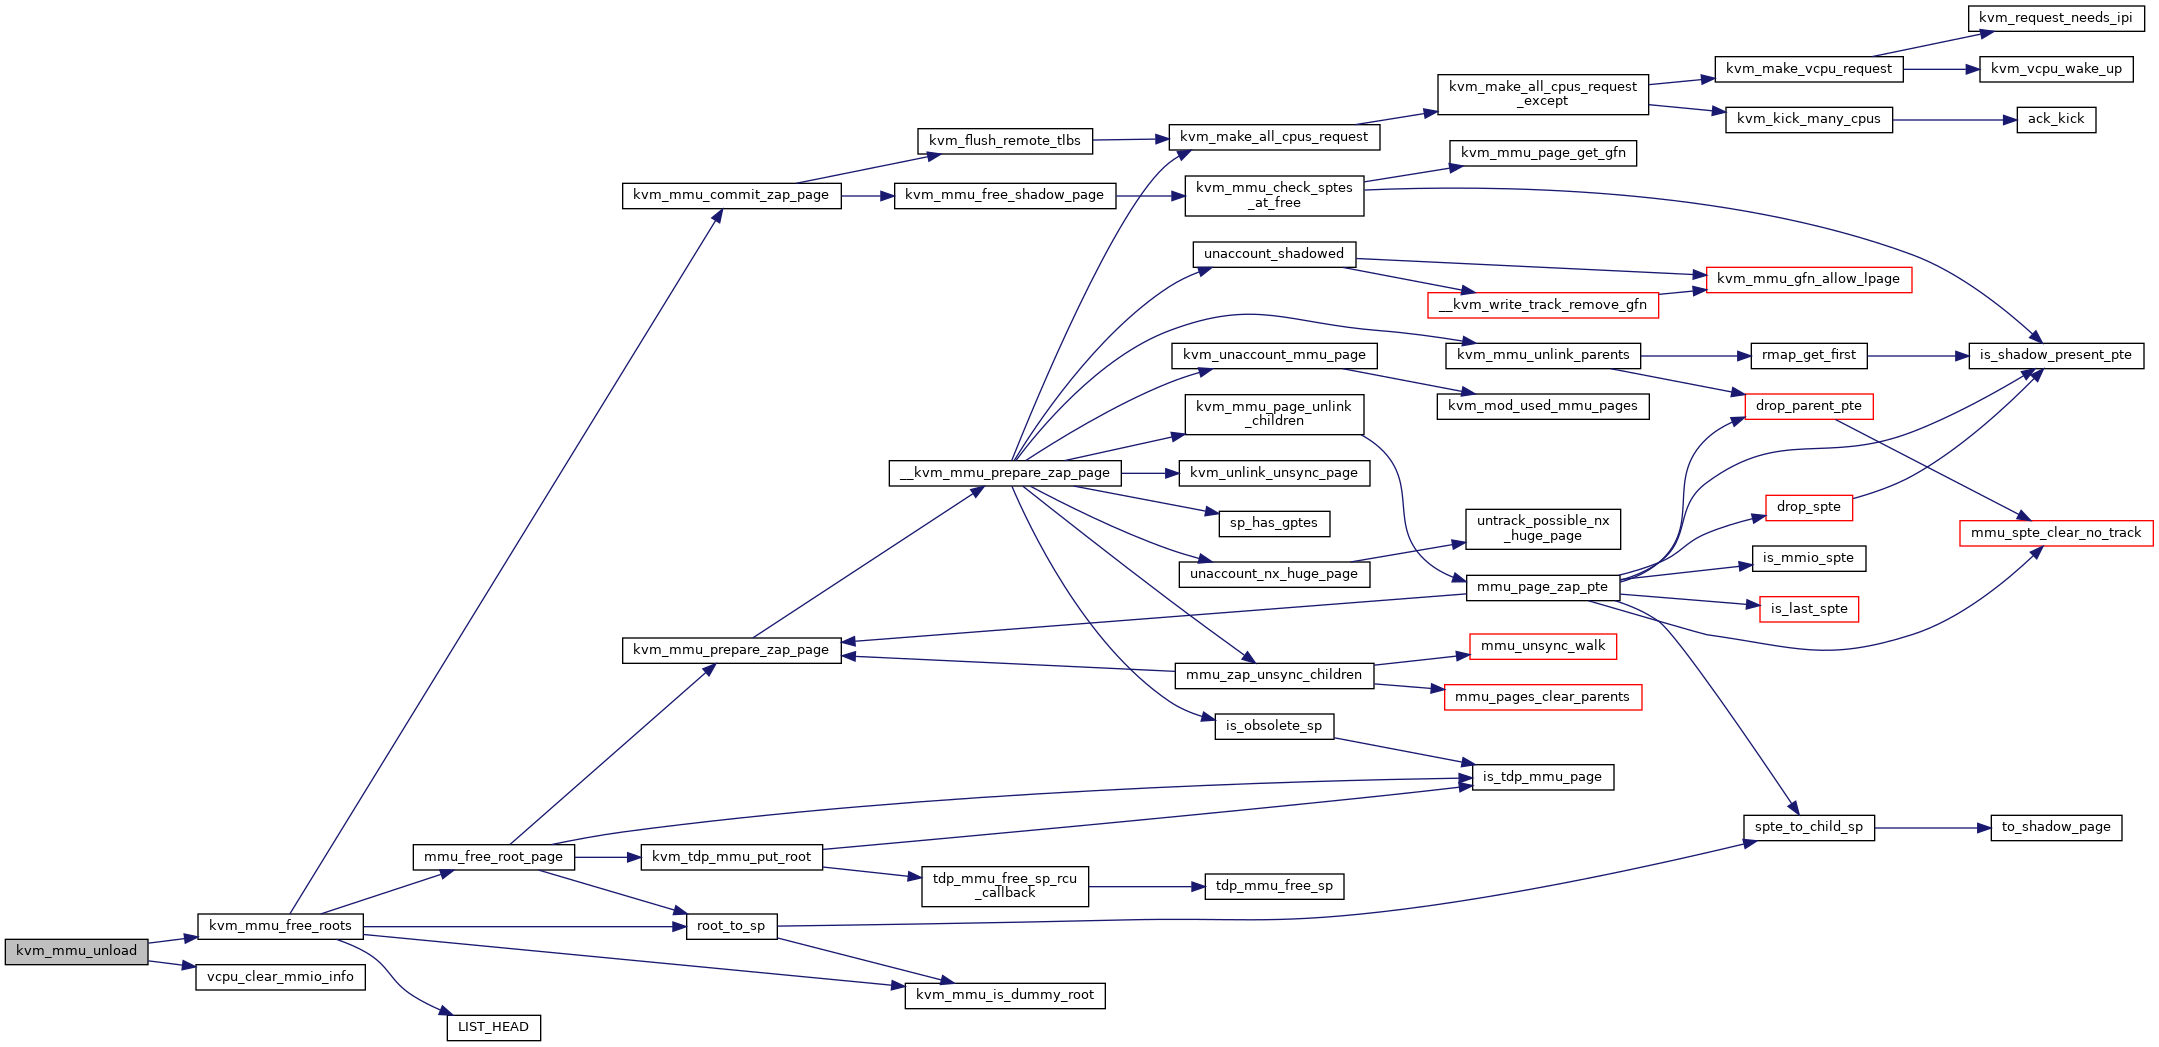 kvm_request_needs_ipi
kvm_make_vcpu_request
kvm_vcpu_wake_up
kvm_make_all_cpus_request
_except
kvm_kick_many_cpus
ack_kick
kvm_flush_remote_tlbs
kvm_make_all_cpus_request
kvm_mmu_page_get_gfn
kvm_mmu_commit_zap_page
kvm_mmu_free_shadow_page
kvm_mmu_check_sptes
_at_free
unaccount_shadowed
kvm_mmu_gfn_allow_lpage
__kvm_write_track_remove_gfn
kvm_unaccount_mmu_page
kvm_mmu_unlink_parents
rmap_get_first
is_shadow_present_pte
kvm_mmu_page_unlink
_children
kvm_mod_used_mmu_pages
drop_parent_pte
__kvm_mmu_prepare_zap_page
kvm_unlink_unsync_page
sp_has_gptes
untrack_possible_nx
_huge_page
drop_spte
mmu_spte_clear_no_track
is_mmio_spte
unaccount_nx_huge_page
mmu_page_zap_pte
is_last_spte
kvm_mmu_prepare_zap_page
mmu_unsync_walk
mmu_zap_unsync_children
mmu_pages_clear_parents
is_obsolete_sp
is_tdp_mmu_page
spte_to_child_sp
to_shadow_page
mmu_free_root_page
kvm_tdp_mmu_put_root
tdp_mmu_free_sp_rcu
_callback
tdp_mmu_free_sp
kvm_mmu_free_roots
root_to_sp
kvm_mmu_unload
vcpu_clear_mmio_info
kvm_mmu_is_dummy_root
LIST_HEAD